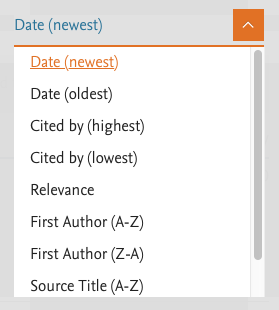 Date (newest)
Date (newest)
Date (oldest)
Cited by (highest)
Cited by (lowest)
Relevance
First Author (A-Z)
First Author (Z-A)
Source Title (A-Z)